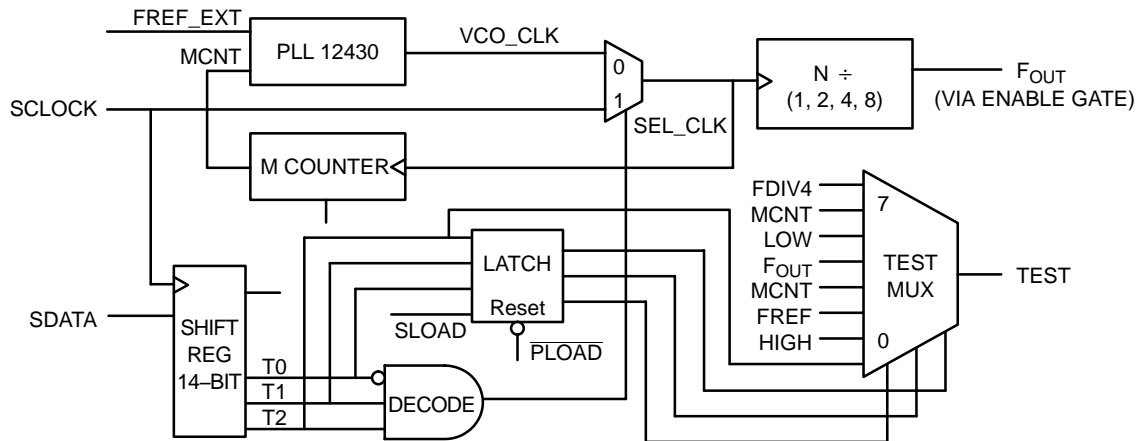 FREF_EXT
MCNT
PLL 12430
VCO_CLK
0
1
N ÷
(1, 2, 4, 8)
FOUT
(VIA ENABLE GATE)
SCLOCK
SEL_CLK
M COUNTER
FDIV4
MCNT
LOW
FOUT
MCNT
FREF
HIGH
7
TEST
MUX
0
TEST
LATCH
Reset
SLOAD
PLOAD
SDATA
SHIFT
REG
14–BIT
T0
T1
T2
DECODE